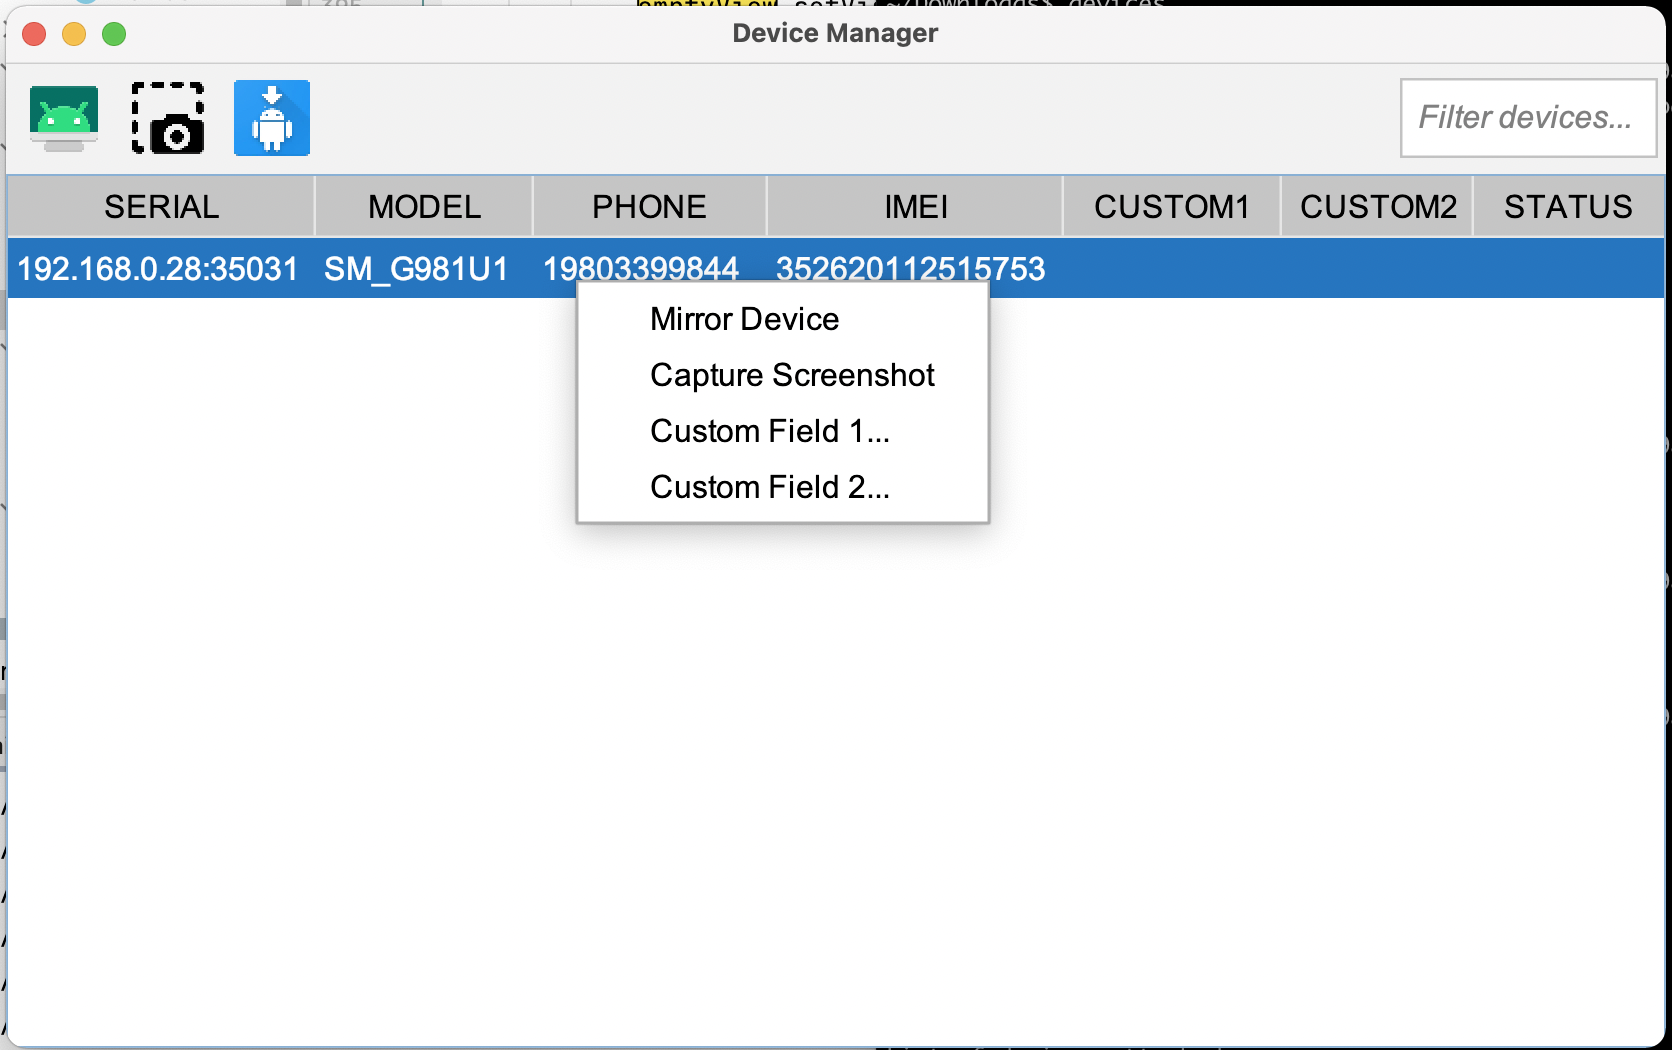 Device Manager
Filter devices...
SERIAL MODEL PHONE IMEI CUSTOM1 CUSTOM2 STATUS
192.168.0.28:35031 SM_G981U1 19803399844 352620112515753
Mirror Device
Capture Screenshot
Custom Field 1...
Custom Field 2...